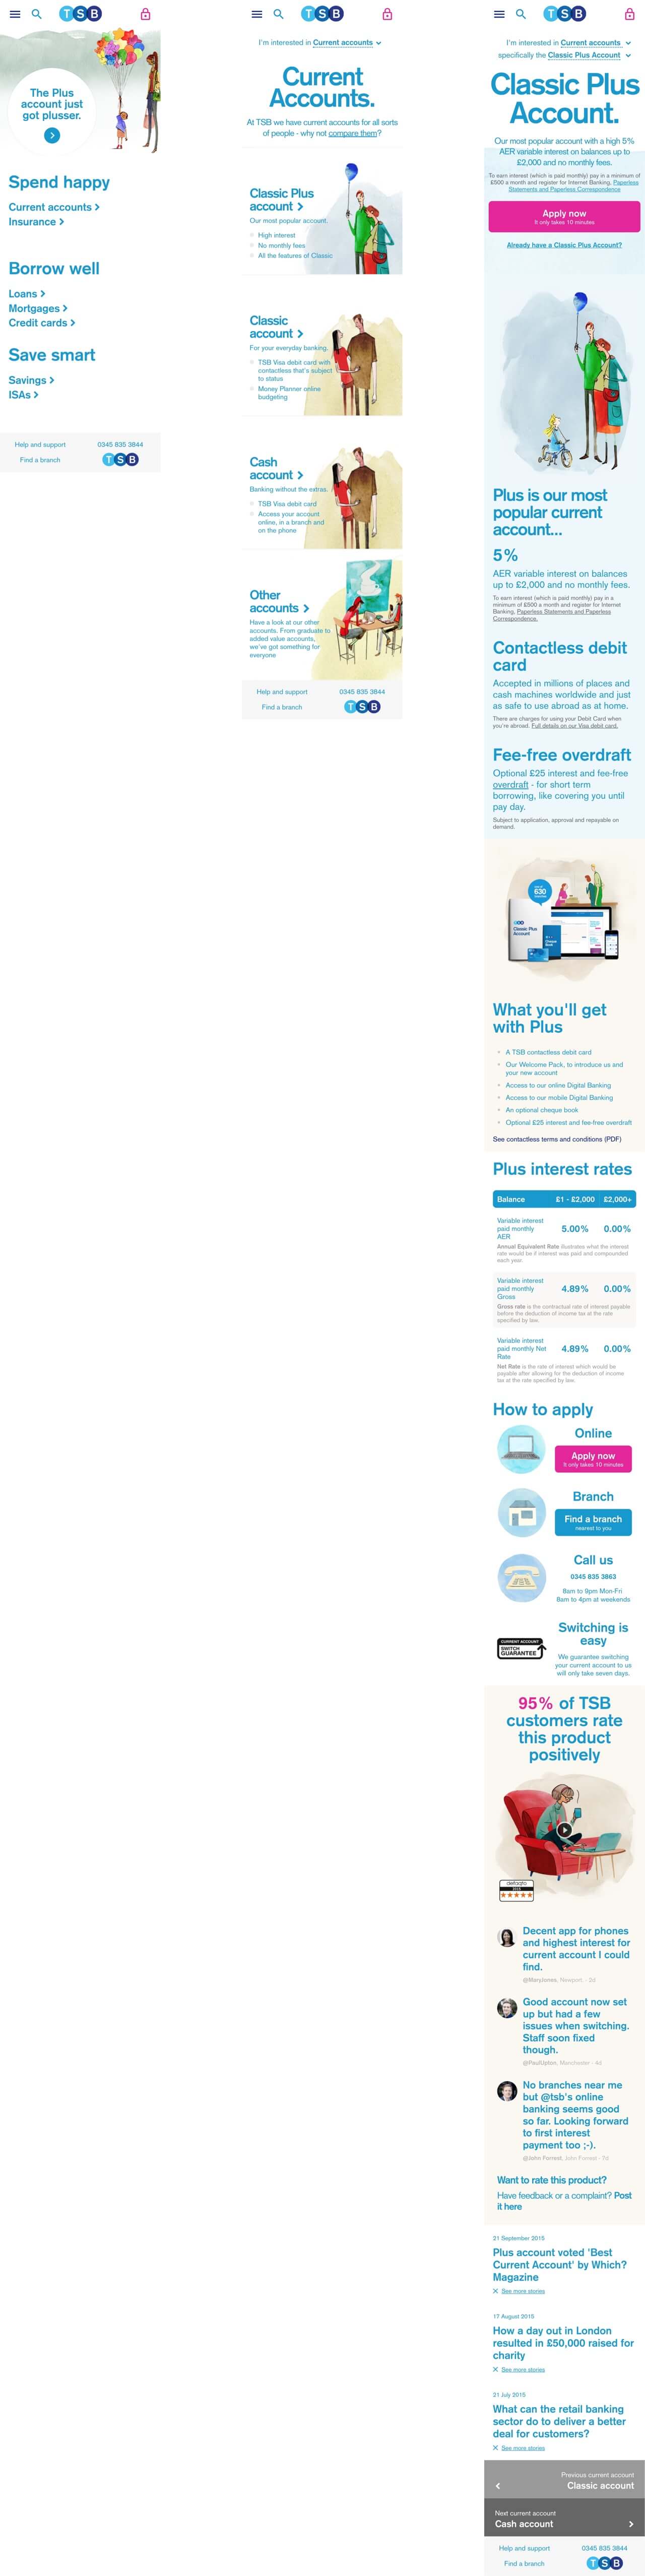 TSB
The Plus
account just
got plusser.
Spend happy
Current accounts
Insurance
Borrow well
Loans
Mortgages
Credit cards
Save smart
Savings
ISAs
Help and support 0345 835 3844
Find a branch TSB
TSB
I'm interested in Current accounts
Current
Accounts.
At TSB we have current accounts for all sorts
of people - why not compare them?
Classic Plus
account
Our most popular account.
High interest
No monthly fees
All the features of Classic
Classic
account
For your everyday banking.
TSB Visa debit card with
contactless that's subject
to status
Money Planner online
budgeting
Cash
account
Banking without the extras.
TSB Visa debit card
Access your account
online, in a branch and
on the phone
Other
accounts
Have a look at our other
accounts. From graduate to
added value accounts,
we've got something for
everyone
Help and support 0345 835 3844
Find a branch TSB
TSB
I'm interested in Current accounts
specifically the Classic Plus Account
Classic Plus
Account.
Our most popular account with a high 5%
AER variable interest on balances up to
£2,000 and no monthly fees.
To earn interest (which is paid monthly) pay in a minimum of
£500 a month and register for Internet Banking, Paperless
Statements and Paperless Correspondence
Apply now
It only takes 10 minutes
Already have a Classic Plus Account?
Plus is our most
popular current
account...
5%
AER variable interest on balances
up to £2,000 and no monthly fees.
To earn interest (which is paid monthly) pay in a
minimum of £500 a month and register for Internet
Banking, Paperless Statements and Paperless
Correspondence.
Contactless debit
card
Accepted in millions of places and
cash machines worldwide and just
as safe to use abroad as at home.
There are charges for using your Debit Card when
you're abroad. Full details on our Visa debit card.
Fee-free overdraft
Optional £25 interest and fee-free
overdraft - for short term
borrowing, like covering you until
pay day.
Subject to application, approval and repayable on
demand.
630
TSB
Classic Plus
Account
What you'll get
with Plus
A TSB contactless debit card
Our Welcome Pack, to introduce us and
your new account
Access to our online Digital Banking
Access to our mobile Digital Banking
An optional cheque book
Optional £25 interest and fee-free overdraft
See contactless terms and conditions (PDF)
Plus interest rates
Balance £1 - £2,000 £2,000+
Variable interest
paid monthly 5.00% 0.00%
AER
Annual Equivalent Rate illustrates what the interest
rate would be if interest was paid and compounded
each year.
Variable interest
paid monthly 4.89% 0.00%
Gross
Gross rate is the contractual rate of interest payable
before the deduction of income tax at the rate
specified by law.
Variable interest
paid monthly Net 4.89% 0.00%
Rate
Net Rate is the rate of interest which would be
payable after allowing for the deduction of income
tax at the rate specified by law.
How to apply
Online
Apply now
It only takes 10 minutes
Branch
Find a branch
nearest to you
Call us
0345 835 3863
8am to 9pm Mon-Fri
8am to 4pm at weekends
CURRENT ACCOUNT
SWITCH
GUARANTEE
Switching is
easy
We guarantee switching
your current account to us
will only take seven days.
95% of TSB
customers rate
this product
positively
defaqto
Decent app for phones
and highest interest for
current account I could
find.
@MaryJones, Newport, - 2d
Good account now set
up but had a few
issues when switching.
Staff soon fixed
though.
@PaulUpton, Manchester - 4d
No branches near me
but @tsb's online
banking seems good
so far. Looking forward
to first interest
payment too ;-).
@John Forrest, John Forrest - 7d
Want to rate this product?
Have feedback or a complaint? Post
it here
21 September 2015
Plus account voted 'Best
Current Account' by Which?
Magazine
See more stories
17 August 2015
How a day out in London
resulted in £50,000 raised for
charity
See more stories
21 July 2015
What can the retail banking
sector do to deliver a better
deal for customers?
See more stories
Previous current account
Classic account
Next current account
Cash account
Help and support 0345 835 3844
Find a branch TSB